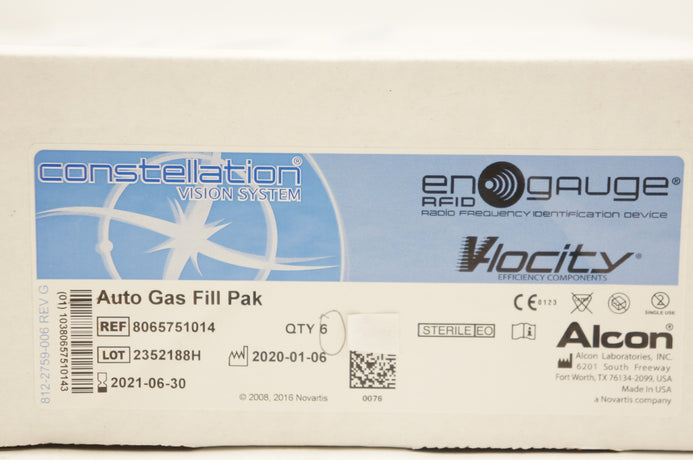 constellation®
VISION SYSTEM
engauge®
RFID
RADIO FREQUENCY IDENTIFICATION DEVICE
V-locity®
EFFICIENCY COMPONENTS
812-2759-006 REV G
(01) 10380657510143
Auto Gas Fill Pak
REF 8065751014
QTY 6
LOT 2352188H
2020-01-06
2021-06-30
© 2008, 2016 Novartis
0076
CE 0123
SINGLE USE
STERILE EO
i
Alcon®
Alcon Laboratories, INC.
6201 South Freeway
Fort Worth, TX 76134-2099, USA
Made In USA
a Novartis company